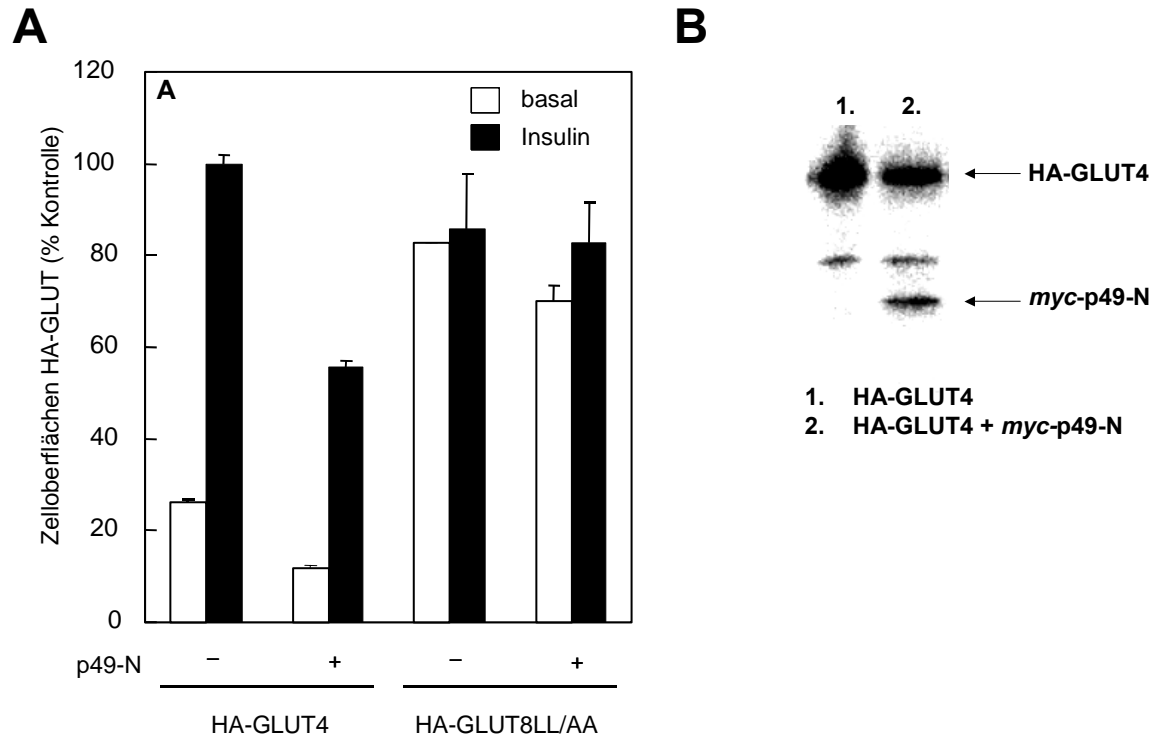 A
B
Zelloberflächen HA-GLUT (% Kontrolle)
120
100
80
60
40
20
0
A
basal
Insulin
p49-N
– + – +
HA-GLUT4
HA-GLUT8LL/AA
1. 2.
HA-GLUT4
myc-p49-N
1. HA-GLUT4
2. HA-GLUT4 + myc-p49-N